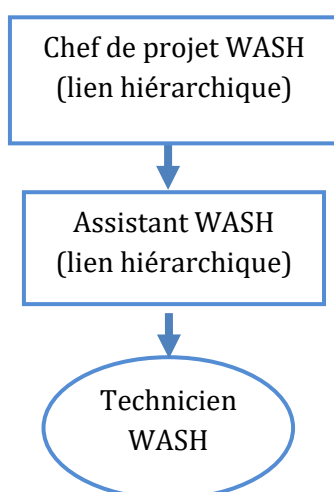 Chef de projet WASH
(lien hiérarchique)
Assistant WASH
(lien hiérarchique)
Technicien
WASH